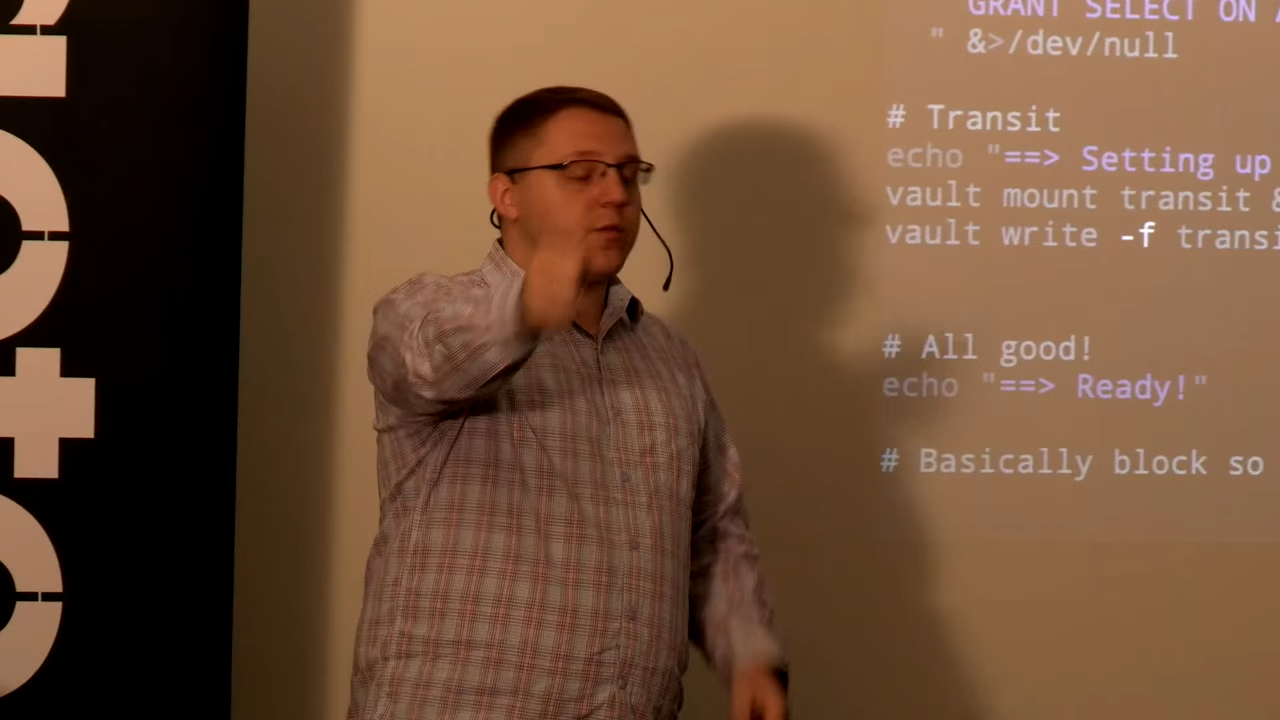 GRANT SELECT ON
" &>/dev/null
# Transit
echo "==> Setting up
vault mount transit &
vault write -f transi
# All good!
echo "==> Ready!"
# Basically block so